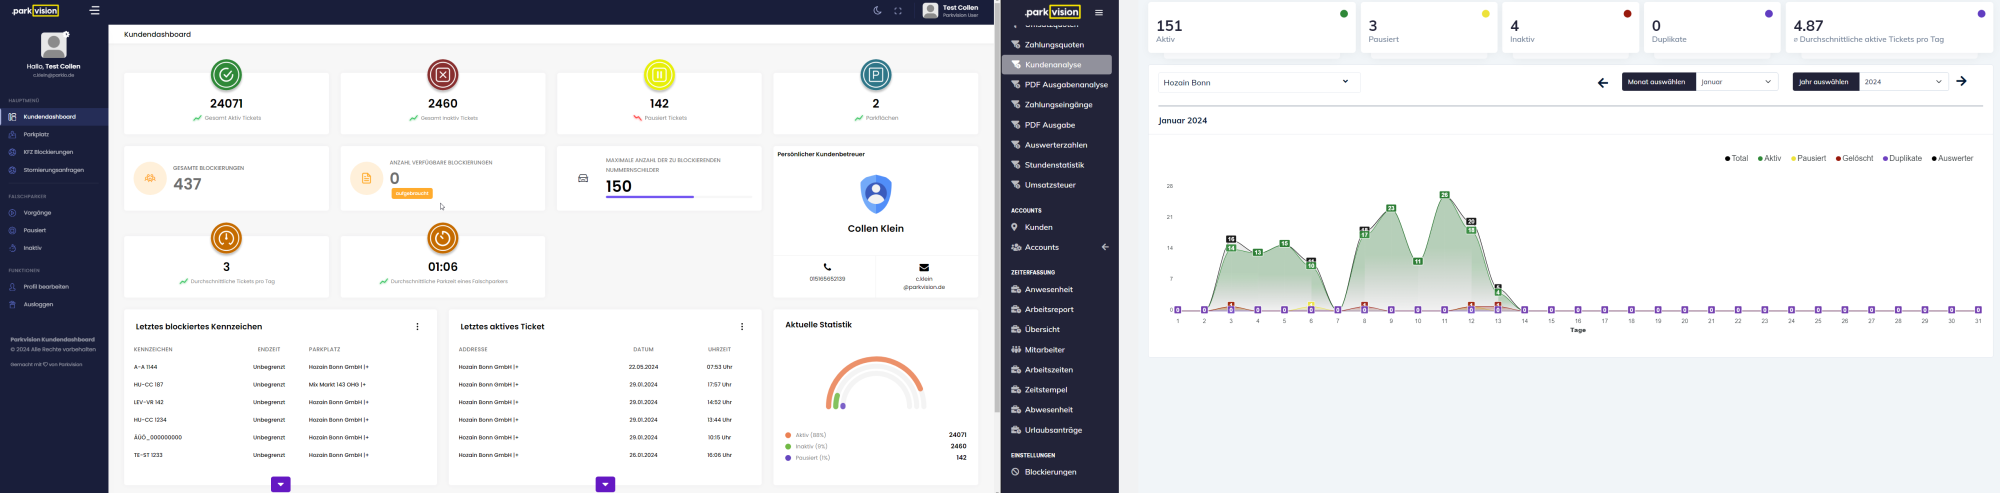 .park vision
Test Collen
Parkvision User
Hallo, Test Collen
c.klein@partic.de
HAUPTMENÜ
Kundendashboard
Parkplatz
KFZ Blockierungen
Stornierungsanfragen
FALSCHPARKER
Vorgänge
Pausiert
Inaktiv
FUNKTIONEN
Profil bearbeiten
Ausloggen
Parkvision Kundendashboard
© 2024 Alle Rechte vorbehalten
Gemacht mit von Parkvision
Kundendashboard
24071
Gesamt Aktiv Tickets
2460
Gesamt Inaktiv Tickets
142
Pausiert Tickets
2
Parkflächen
GESAMTE BLOCKIERUNGEN
437
ANZAHL VERFÜGBARE BLOCKIERUNGEN
0
Aufgebraucht
MAXIMALE ANZAHL DER ZU BLOCKIERENDEN
NUMMERNSCHILDER
150
Persönlicher Kundenbetreuer
Collen Klein
015165652139
c.klein
@parkvision.de
3
Durchschnittliche Tickets pro Tag
01:06
Durchschnittliche Parkzeit eines Falschparkers
Letztes blockiertes Kennzeichen
KENNZEICHEN ENDZEIT PARKPLATZ
A-A 1144 Unbegrenzt Hozain Bonn GmbH |+
HU-CC 187 Unbegrenzt Mix Markt 143 OHG |+
LEV-VR 142 Unbegrenzt Hozain Bonn GmbH |+
HU-CC 1234 Unbegrenzt Hozain Bonn GmbH |+
ÄÜÖ_000000000 Unbegrenzt Hozain Bonn GmbH |+
TE-ST 1233 Unbegrenzt Hozain Bonn GmbH |+
Letztes aktives Ticket
ADDRESSE DATUM UHRZEIT
Hozain Bonn GmbH |+ 22.05.2024 07:53 Uhr
Hozain Bonn GmbH |+ 29.01.2024 17:57 Uhr
Hozain Bonn GmbH |+ 29.01.2024 14:52 Uhr
Hozain Bonn GmbH |+ 29.01.2024 13:44 Uhr
Hozain Bonn GmbH |+ 29.01.2024 10:15 Uhr
Hozain Bonn GmbH |+ 26.01.2024 16:06 Uhr
Aktuelle Statistik
Aktiv (88%) 24071
Inaktiv (9%) 2460
Pausiert (1%) 142
.park vision
Umsatzquoten
Zahlungsquoten
Kundenanalyse
PDF Ausgabenanalyse
Zahlungseingänge
PDF Ausgabe
Auswerterzahlen
Stundenstatistik
Umsatzsteuer
ACCOUNTS
Kunden
Accounts
ZEITERFASSUNG
Anwesenheit
Arbeitsreport
Übersicht
Mitarbeiter
Arbeitszeiten
Zeitstempel
Abwesenheit
Urlaubsanträge
EINSTELLUNGEN
Blockierungen
151
Aktiv
3
Pausiert
4
Inaktiv
0
Duplikate
4.87
⌀ Durchschnittliche aktive Tickets pro Tag
Hozain Bonn
Monat auswählen Januar
Jahr auswählen 2024
Januar 2024
Total Aktiv Pausiert Gelöscht Duplikate Auswerter
28
21
14
7
0
16 14 13 15 10 17 23 11 26 20 18 4
1 2 3 4 5 6 7 8 9 10 11 12 13 14 15 16 17 18 19 20 21 22 23 24 25 26 27 28 29 30 31
Tage